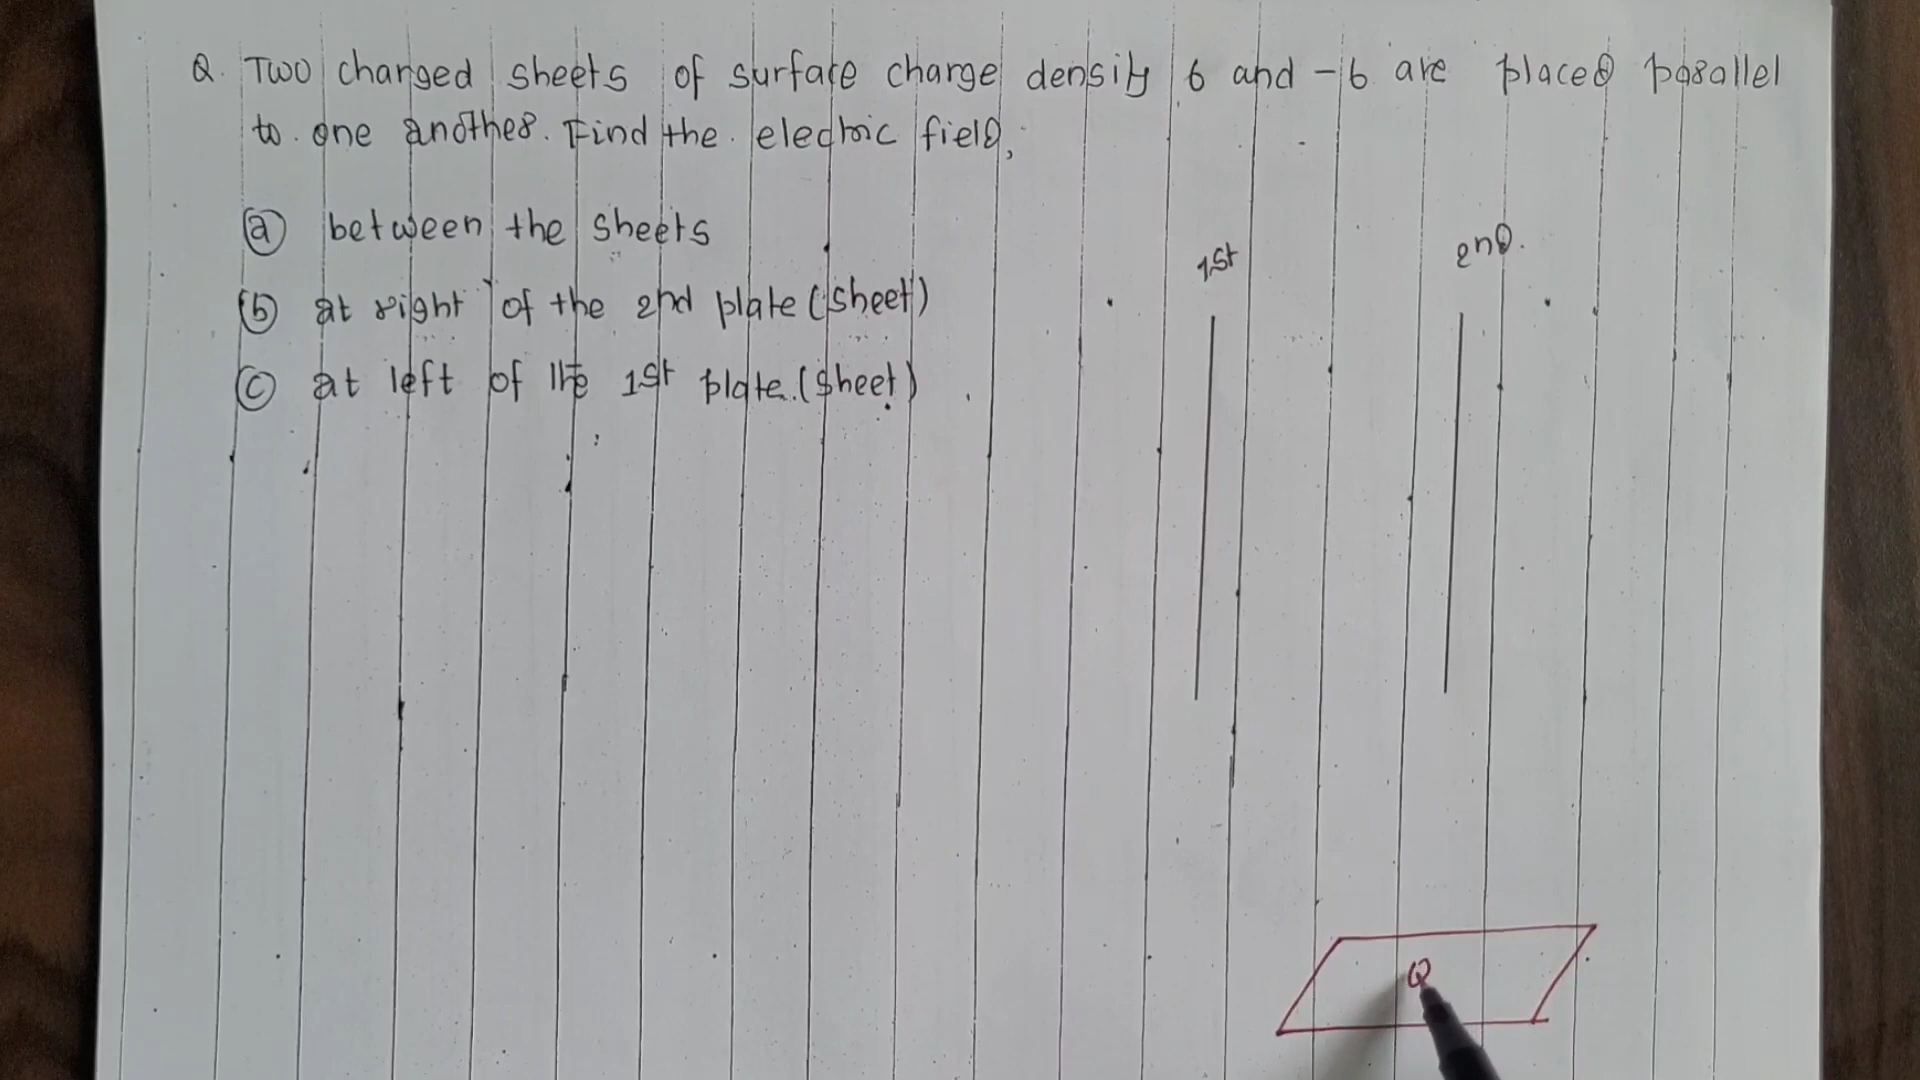 Q. Two charged sheets of surface charge density 6 and -6 are placed parallel
to one another. Find the electric field,
(a) between the sheets
(b) at right of the 2nd plate (sheet)
(c) at left of the 1st plate (sheet)
1st
2nd.
Q